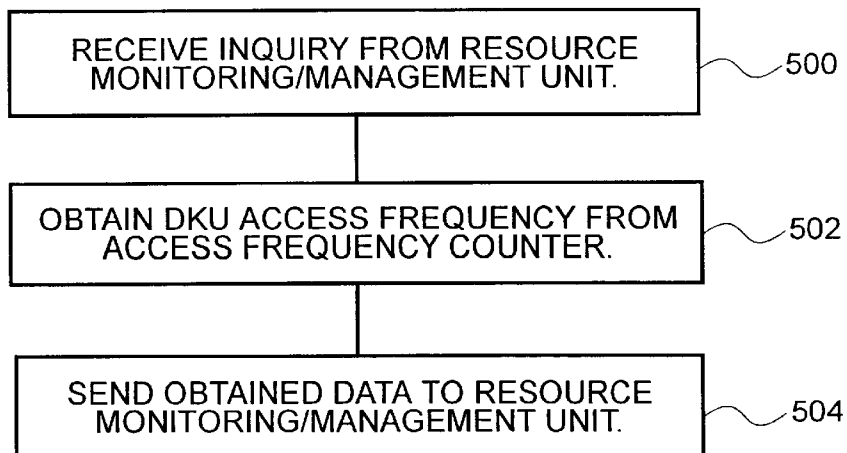 RECEIVE INQUIRY FROM RESOURCE
MONITORING/MANAGEMENT UNIT.
500
OBTAIN DKU ACCESS FREQUENCY FROM
ACCESS FREQUENCY COUNTER.
502
SEND OBTAINED DATA TO RESOURCE
MONITORING/MANAGEMENT UNIT.
504